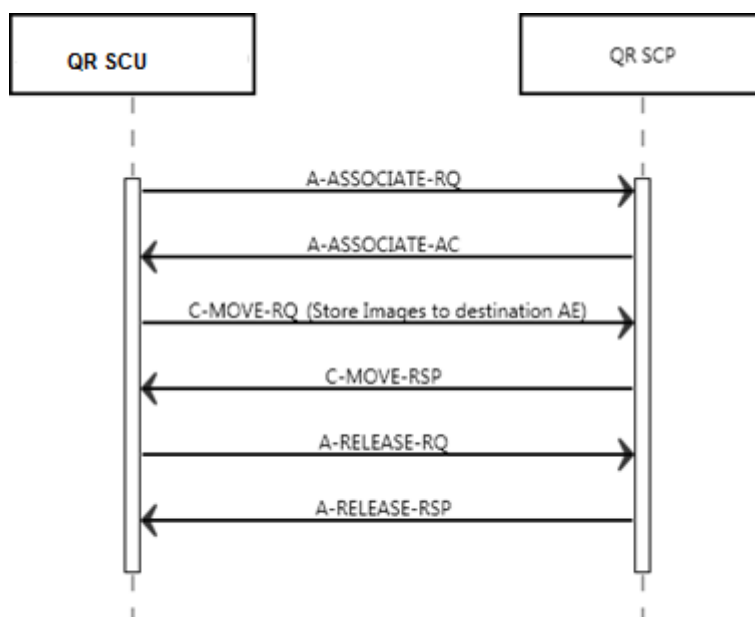 QR SCU
QR SCP
A-ASSOCIATE-RQ
A-ASSOCIATE-AC
C-MOVE-RQ (Store Images to destination AE)
C-MOVE-RSP
A-RELEASE-RQ
A-RELEASE-RSP